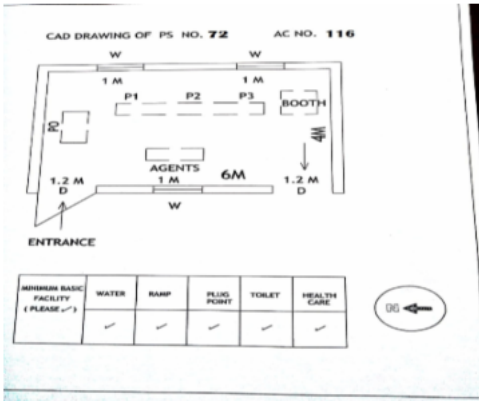 CAD DRAWING OF PS NO. 72 AC NO. 116
W W
1 M 1 M
P1 P2 P3
BOOTH
PO
4M
AGENTS
1.2 M 1 M 6M 1.2 M
D D
W
ENTRANCE
MINIMUM BASIC
FACILITY
( PLEASE ✓ )
WATER
RAMP
PLUG
POINT
TOILET
HEALTH
CARE
✓ ✓ ✓ ✓ ✓
N